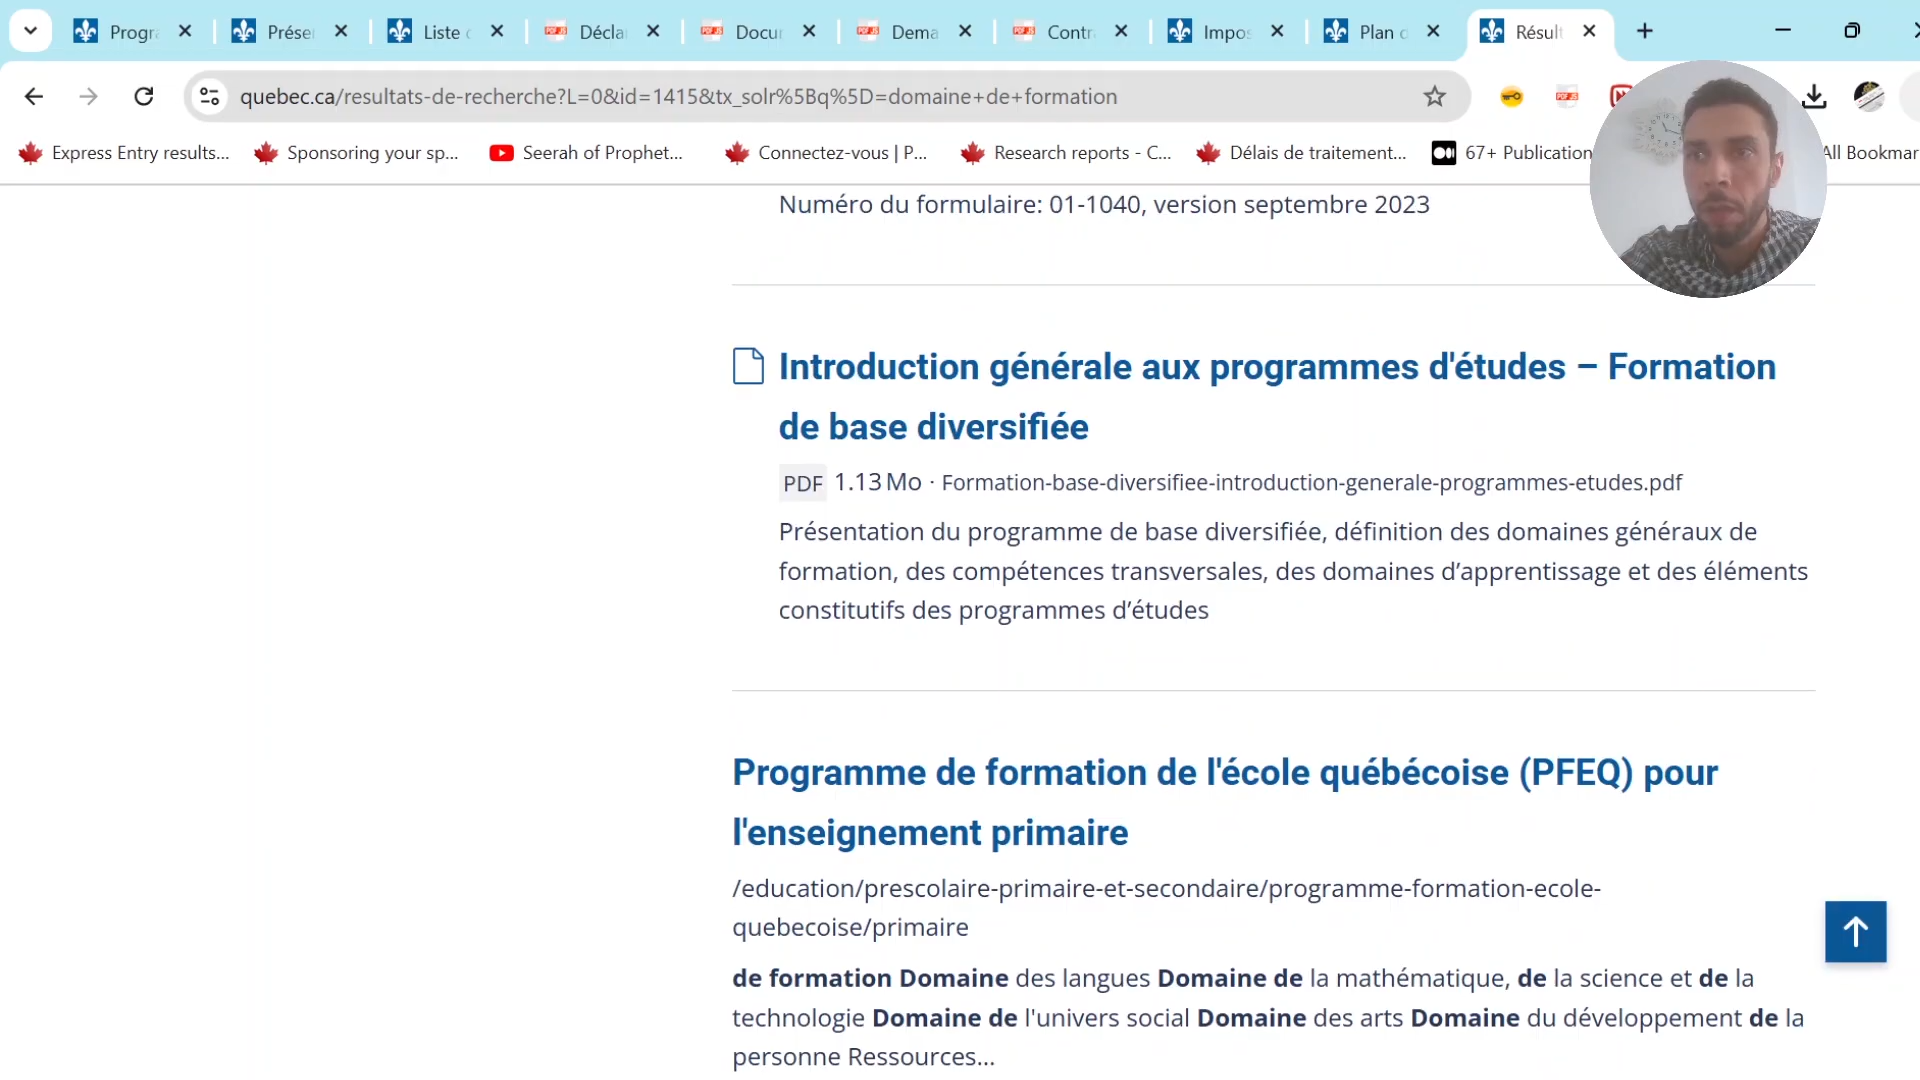 Progr
Prései
Liste
Décla
Docu
Dema
Contr
Impos
Plan d
Résult
quebec.ca/resultats-de-recherche?L=0&id=1415&tx_solr%5Bq%5D=domaine+de+formation
Express Entry results...
Sponsoring your sp...
Seerah of Prophet...
Connectez-vous | P...
Research reports - C...
Délais de traitement...
67+ Publication
All Bookmar
Numéro du formulaire: 01-1040, version septembre 2023
Introduction générale aux programmes d'études – Formation
de base diversifiée
PDF 1.13 Mo · Formation-base-diversifiee-introduction-generale-programmes-etudes.pdf
Présentation du programme de base diversifiée, définition des domaines généraux de
formation, des compétences transversales, des domaines d’apprentissage et des éléments
constitutifs des programmes d’études
Programme de formation de l'école québécoise (PFEQ) pour
l'enseignement primaire
/education/prescolaire-primaire-et-secondaire/programme-formation-ecole-
quebecoise/primaire
de formation Domaine des langues Domaine de la mathématique, de la science et de la
technologie Domaine de l'univers social Domaine des arts Domaine du développement de la
personne Ressources...